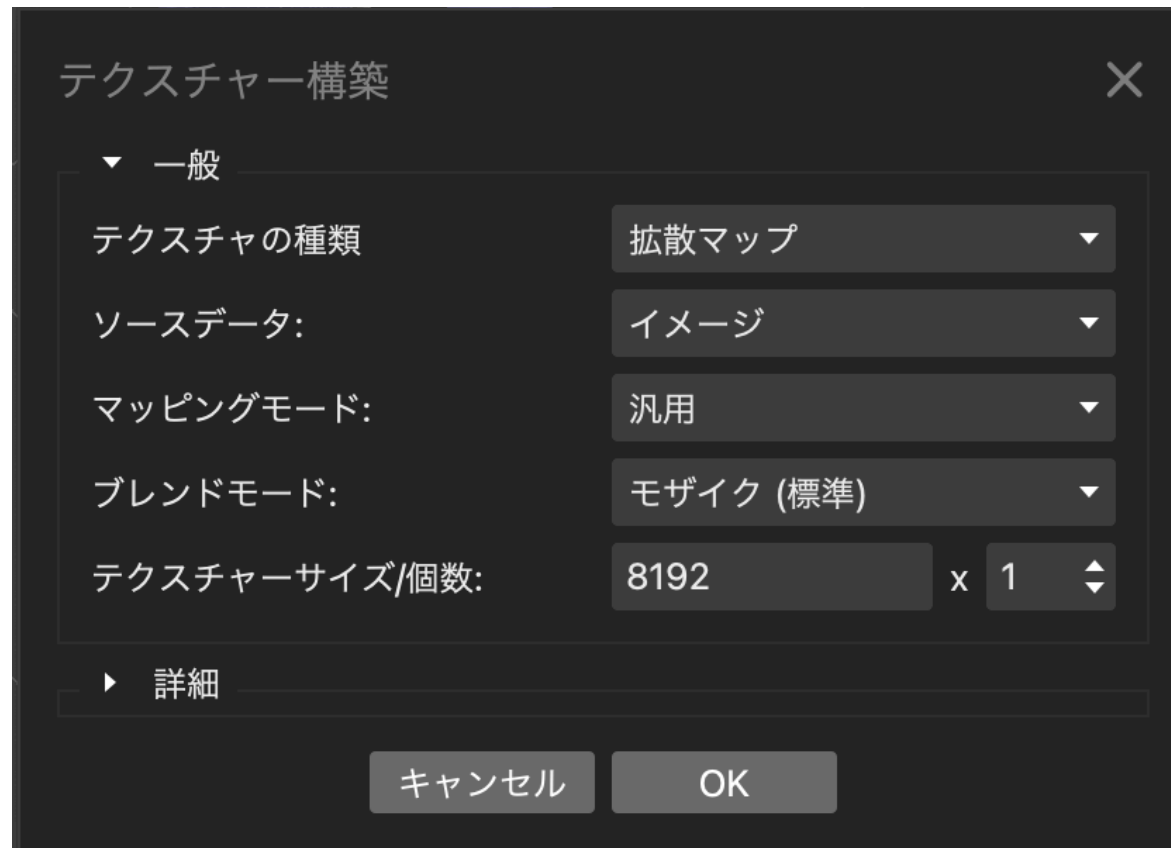 テクスチャー構築
一般
テクスチャの種類 拡散マップ
ソースデータ: イメージ
マッピングモード: 汎用
ブレンドモード: モザイク (標準)
テクスチャーサイズ/個数: 8192 x 1
詳細
キャンセル OK